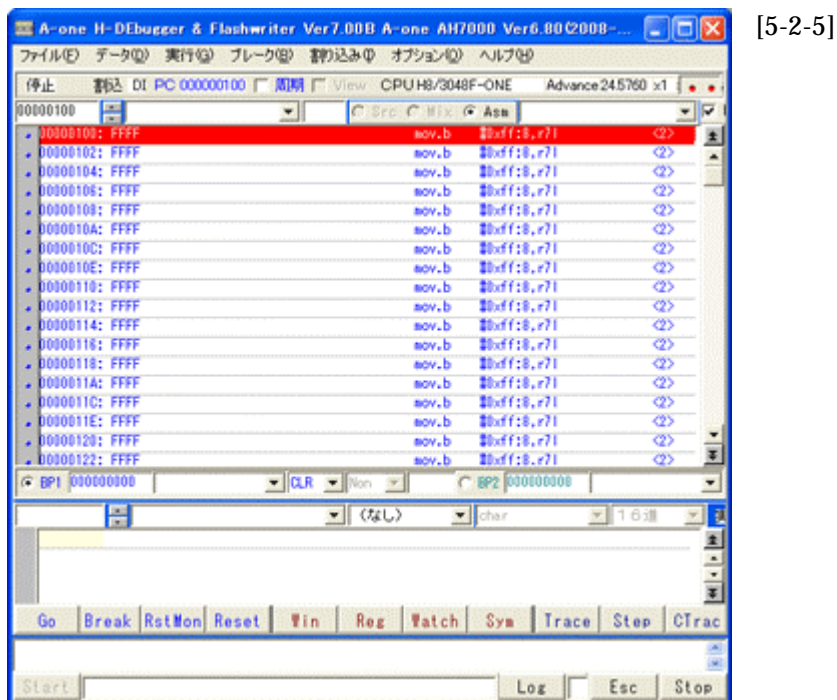 A-one H-DEbugger & Flashwriter Ver7.00B A-one AH7000 Ver6.80(2008-...
[5-2-5]
ファイル(F) データ(D) 実行(G) ブレーク(B) 割り込み(I) オプション(O) ヘルプ(H)
停止 割込 DI PC 000000100 周期 View CPU H8/3048F-ONE Advance 24.5760 x1
00000100 Src Mix Asm
00000100: FFFF mov.b #0xff:8,r7l <2>
00000102: FFFF mov.b #0xff:8,r7l <2>
00000104: FFFF mov.b #0xff:8,r7l <2>
00000106: FFFF mov.b #0xff:8,r7l <2>
00000108: FFFF mov.b #0xff:8,r7l <2>
0000010A: FFFF mov.b #0xff:8,r7l <2>
0000010C: FFFF mov.b #0xff:8,r7l <2>
0000010E: FFFF mov.b #0xff:8,r7l <2>
00000110: FFFF mov.b #0xff:8,r7l <2>
00000112: FFFF mov.b #0xff:8,r7l <2>
00000114: FFFF mov.b #0xff:8,r7l <2>
00000116: FFFF mov.b #0xff:8,r7l <2>
00000118: FFFF mov.b #0xff:8,r7l <2>
0000011A: FFFF mov.b #0xff:8,r7l <2>
0000011C: FFFF mov.b #0xff:8,r7l <2>
0000011E: FFFF mov.b #0xff:8,r7l <2>
00000120: FFFF mov.b #0xff:8,r7l <2>
00000122: FFFF mov.b #0xff:8,r7l <2>
BP1 000000000 CLR Non BP2 000000000
(なし) char 16進
Go Break RstMon Reset Win Reg Watch Sym Trace Step CTrac
Start Log Esc Stop